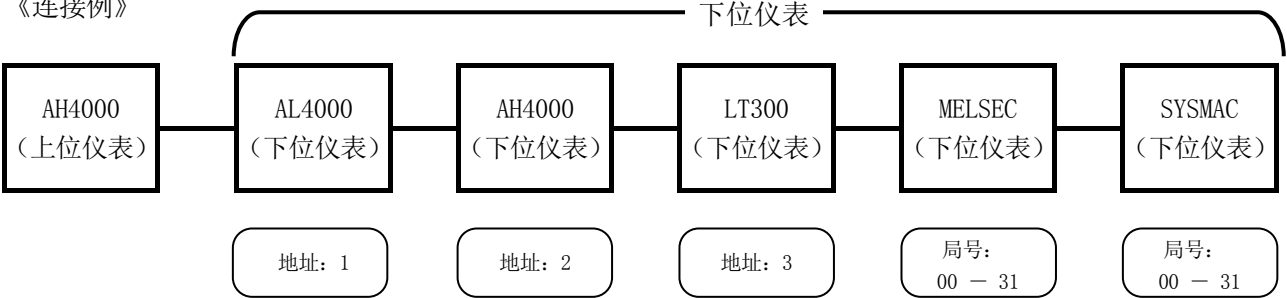 《连接例》
下位仪表
AH4000
（上位仪表）
AL4000
（下位仪表）
AH4000
（下位仪表）
LT300
（下位仪表）
MELSEC
（下位仪表）
SYSMAC
（下位仪表）
地址：1
地址：2
地址：3
局号：
00 － 31
局号：
00 － 31